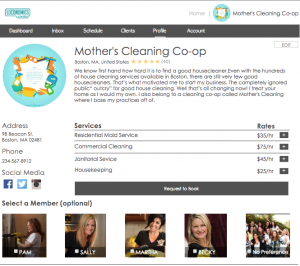 LOCONOMICS
Home
Mother's Cleaning Co-op
Dashboard Inbox Schedule Clients Profile Account
Mother's Cleaning Co-op
EDIT
Boston, MA, United States (40)
We know first hand how hard it is to find a good housecleaner. Even with the hundreds
of house cleaning services available in Boston, there are still very few good
housecleaners. That's what motivated me to start my business. The completely ignored
public" outcry" for good house cleaning. Well that's all changing now! I treat your
home as I would my own. I also belong to a cleaning co-op called Mother's Cleaning
where I base my practices off of.
Address
98 Beacon St.
Boston, MA 02481
Phone
234-567-8912
Social Media
Services Rates
Residential Maid Service $35/hr
Commercial Cleaning $75/hr
Janitorial Service $45/hr
Housekeeping $25/hr
Request to Book
Select a Member (optional)
PAM SALLY MARTHA BECKY No Preference